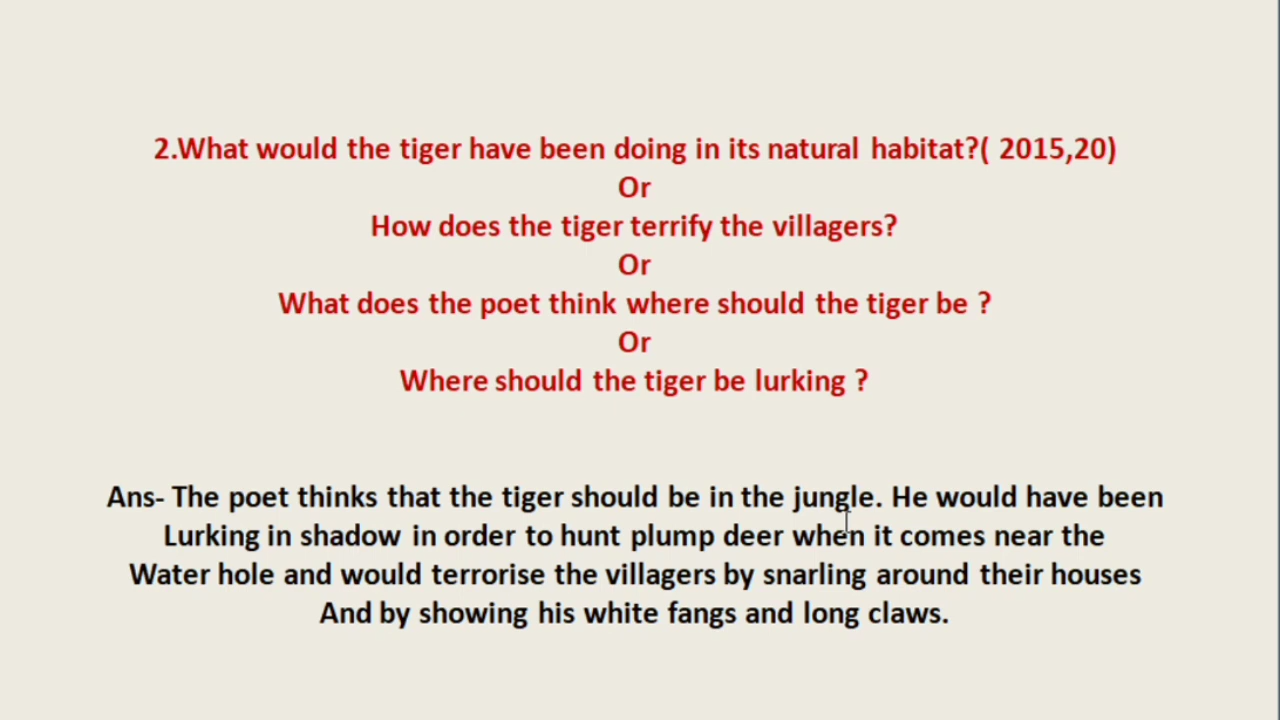 2.What would the tiger have been doing in its natural habitat?( 2015,20)
Or
How does the tiger terrify the villagers?
Or
What does the poet think where should the tiger be ?
Or
Where should the tiger be lurking ?
Ans- The poet thinks that the tiger should be in the jungle. He would have been
Lurking in shadow in order to hunt plump deer when it comes near the
Water hole and would terrorise the villagers by snarling around their houses
And by showing his white fangs and long claws.